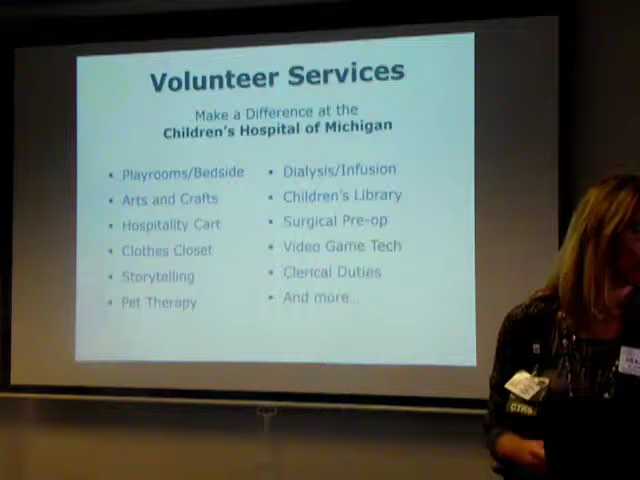 Volunteer Services
Make a Difference at the
Children's Hospital of Michigan
• Playrooms/Bedside
• Arts and Crafts
• Hospitality Cart
• Clothes Closet
• Storytelling
• Pet Therapy
• Dialysis/Infusion
• Children's Library
• Surgical Pre-op
• Video Game Tech
• Clerical Duties
• And more…